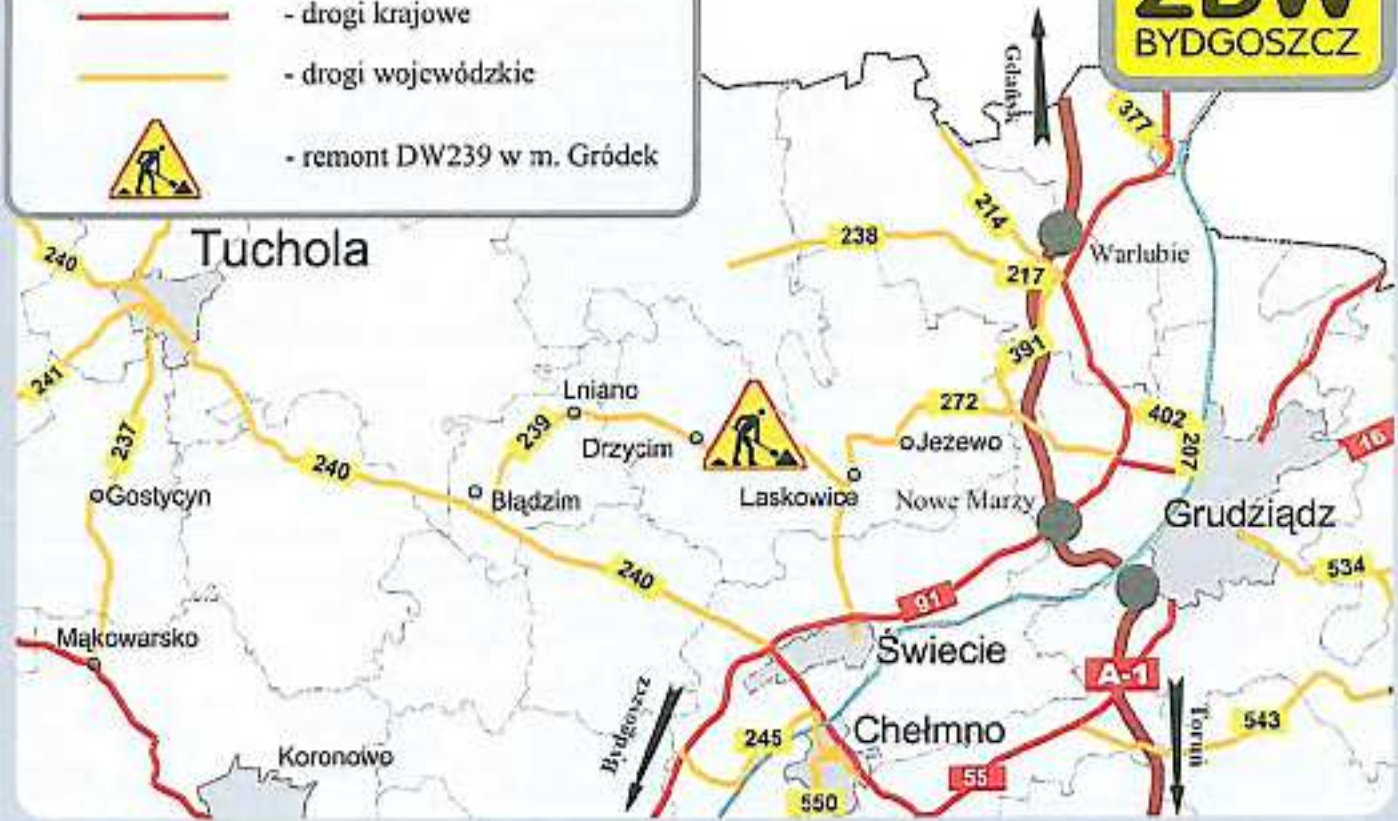 - drogi krajowe
- drogi wojewódzkie
- remont DW239 w m. Gródek
ZDW
BYDGOSZCZ
Gdańsk
377
214
238
Warlubie
217
240
Tuchola
391
241
Lniano
272
402
237
239
Drzycim
Jeżewo
207
16
240
Gostycyn
Błądzim
Laskowice
Nowe Marzy
Grudziądz
240
534
91
Mąkowarsko
Świecie
A-1
Bydgoszcz
Chełmno
Toruń
245
543
Koronowo
55
550